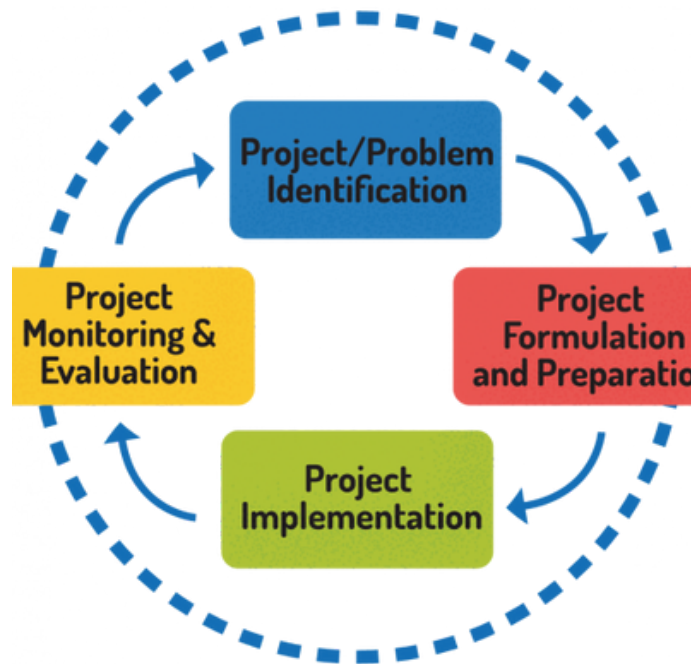 Project/Problem
Identification
Project
Formulation
and Preparatio
Project
Implementation
Project
Monitoring &
Evaluation